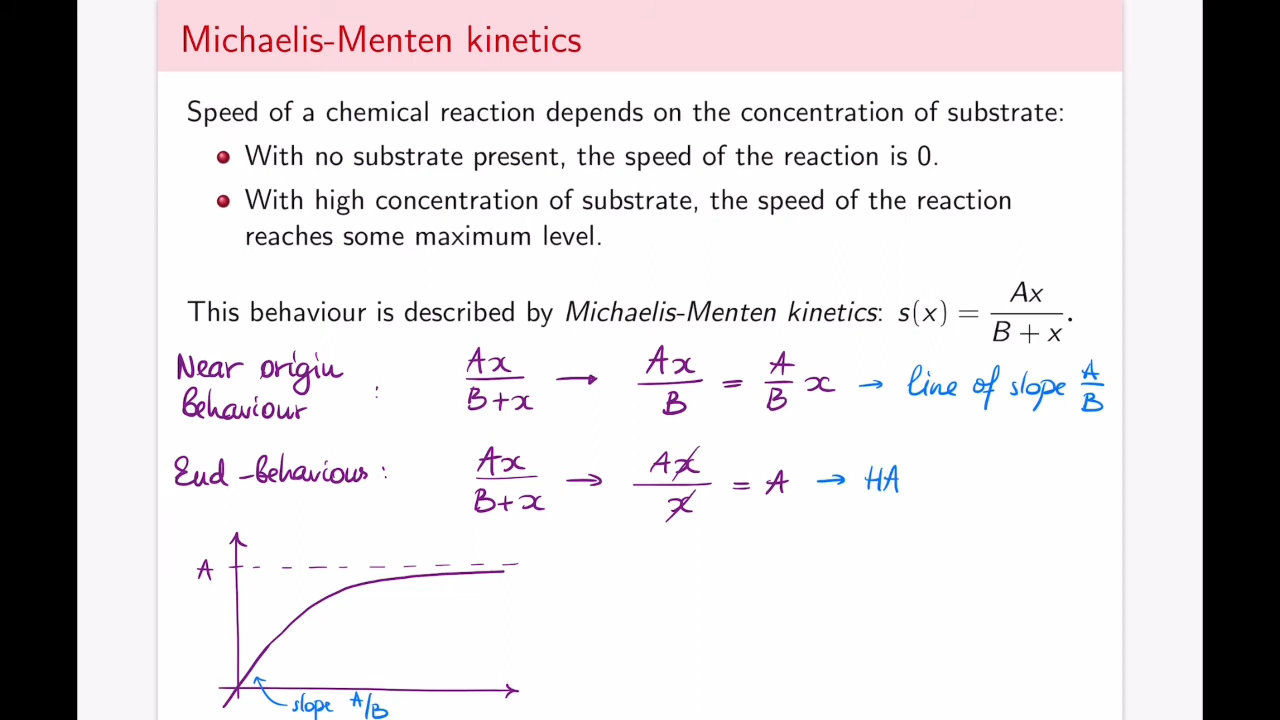 Michaelis-Menten kinetics
Speed of a chemical reaction depends on the concentration of substrate:
With no substrate present, the speed of the reaction is 0.
With high concentration of substrate, the speed of the reaction
reaches some maximum level.
This behaviour is described by Michaelis-Menten kinetics: s(x) = Ax / (B + x).
Near origin
Behaviour : Ax / (B+x) → Ax / B = A/B x → line of slope A/B
End-behaviour: Ax / (B+x) → Ax / x = A → HA
A
slope A/B